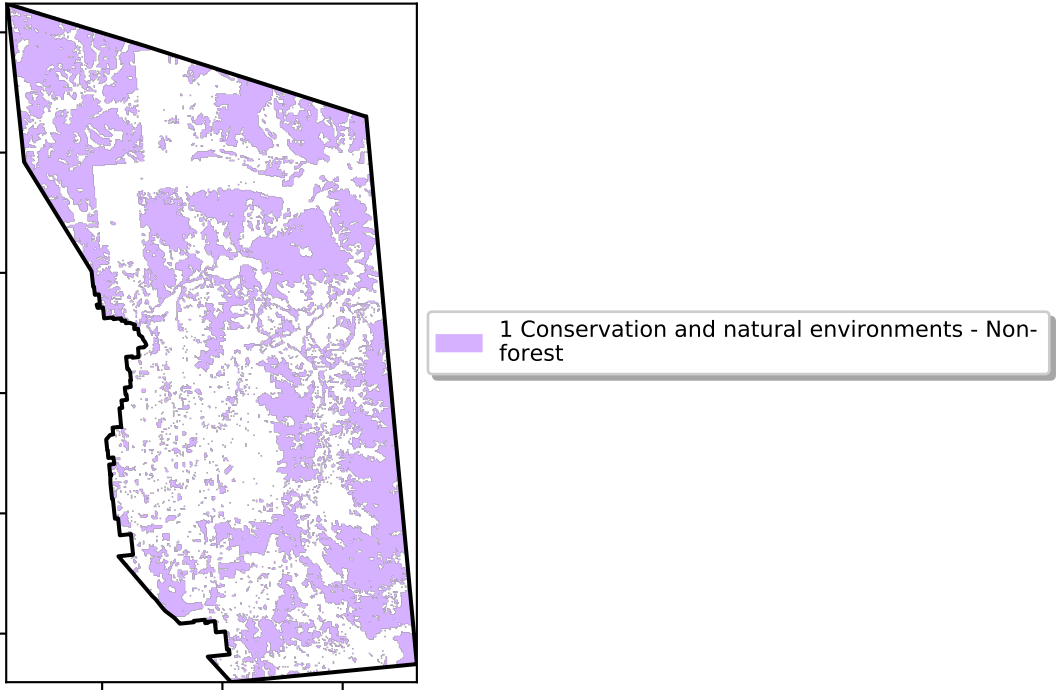 1 Conservation and natural environments - Non-
forest